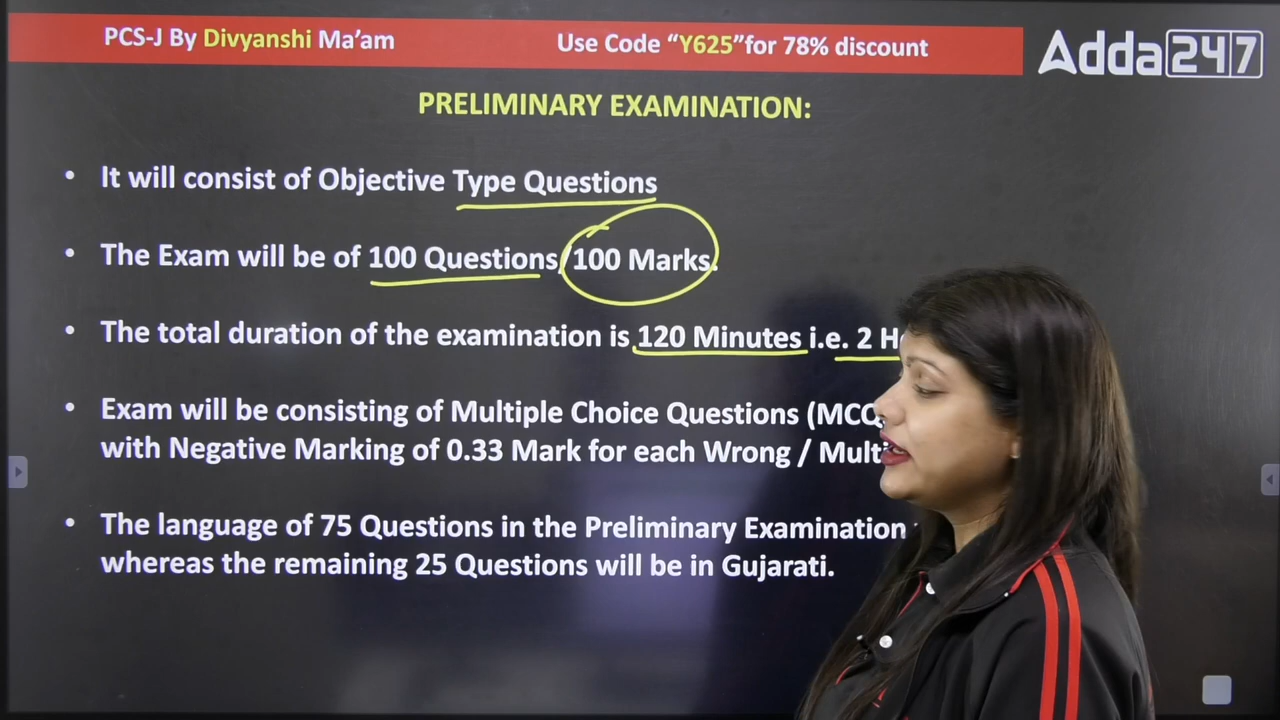 PCS-J By Divyanshi Ma'am
Use Code “Y625”for 78% discount
Adda247
PRELIMINARY EXAMINATION:
• It will consist of Objective Type Questions
• The Exam will be of 100 Questions/100 Marks.
• The total duration of the examination is 120 Minutes i.e. 2
• Exam will be consisting of Multiple Choice Questions
with Negative Marking of 0.33 Mark for each Wrong /
• The language of 75 Questions in the Preliminary Examination
whereas the remaining 25 Questions will be in Gujarati.